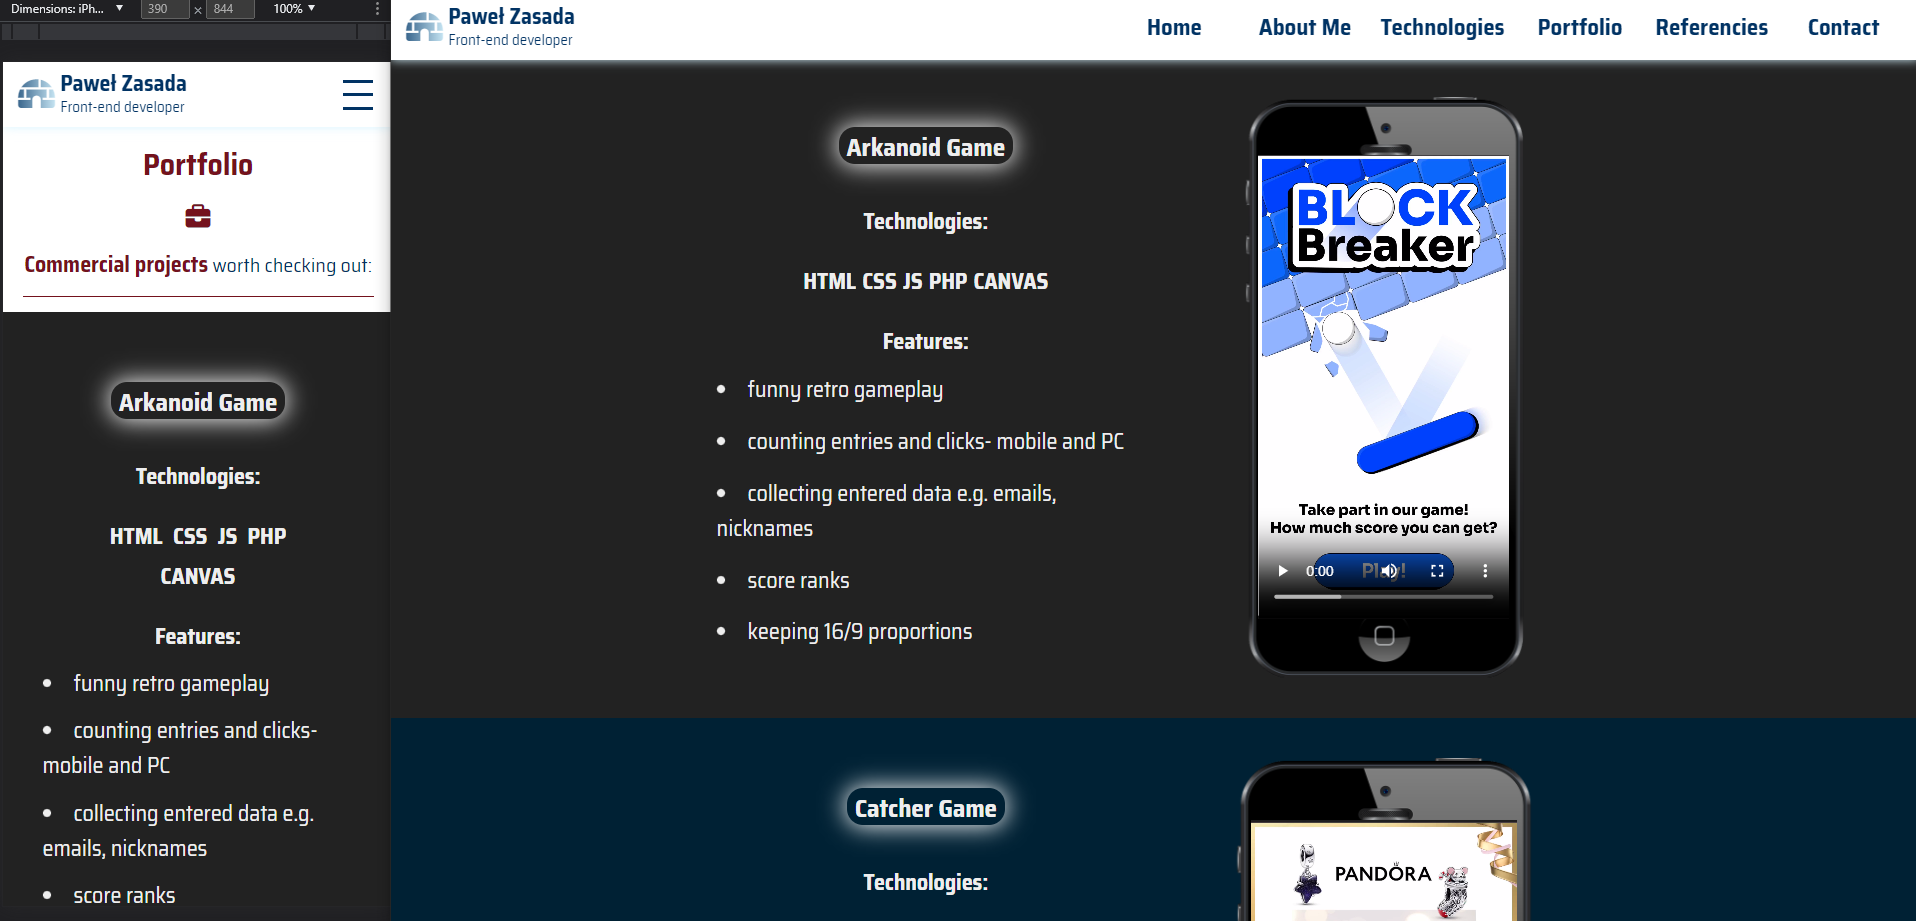 Dimensions: iPh... ▼ 390 × 844 100% ▼
Paweł Zasada
Front-end developer
Portfolio
Commercial projects worth checking out:
Arkanoid Game
Technologies:
HTML CSS JS PHP
CANVAS
Features:
• funny retro gameplay
• counting entries and clicks-
mobile and PC
• collecting entered data e.g.
emails, nicknames
• score ranks
Paweł Zasada
Front-end developer
Home About Me Technologies Portfolio Referencies Contact
Arkanoid Game
Technologies:
HTML CSS JS PHP CANVAS
Features:
• funny retro gameplay
• counting entries and clicks- mobile and PC
• collecting entered data e.g. emails,
nicknames
• score ranks
• keeping 16/9 proportions
BLOCK
Breaker
Take part in our game!
How much score you can get?
Play!
0:00
Catcher Game
Technologies:
PANDÖRA